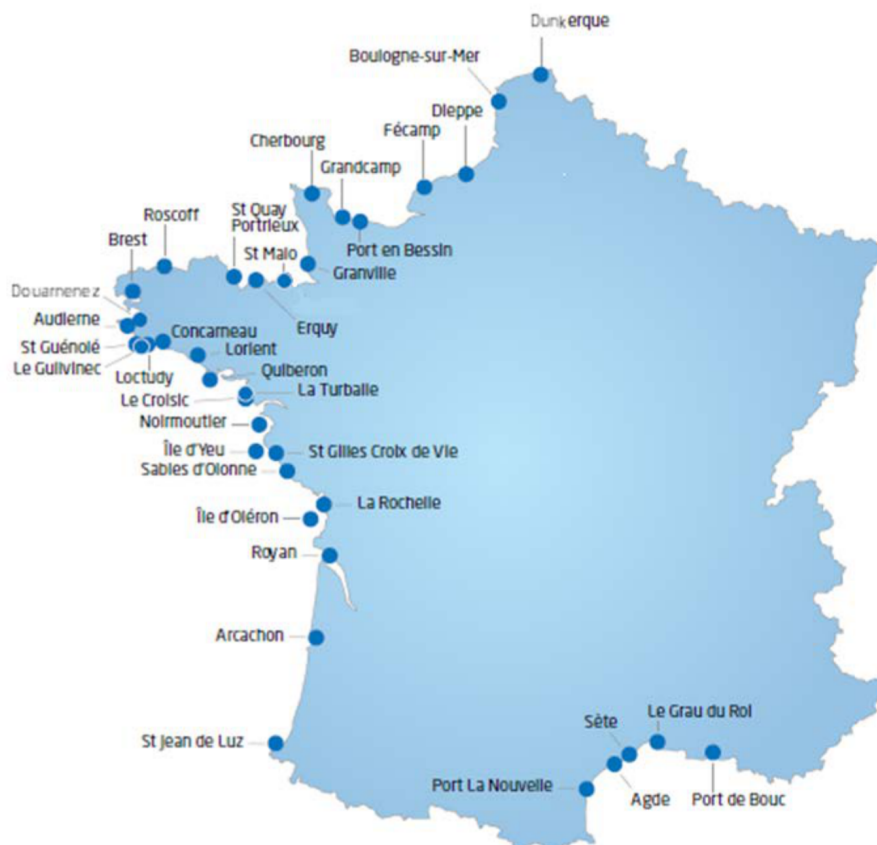 Dunkerque
Boulogne-sur-Mer
Dieppe
Fécamp
Cherbourg
Grandcamp
St Quay
Portrieux
Roscoff
Port en Bessin
St Malo
Brest
Granville
Douarnenez
Erquy
Audierne
Concarneau
St Guénolé
Lorient
Le Guilvinec
Loctudy
Quiberon
La Turballe
Le Croisic
Noirmoutier
Île d'Yeu
St Gilles Croix de Vie
Sables d'Olonne
La Rochelle
Île d'Oléron
Royan
Arcachon
St Jean de Luz
Le Grau du Roi
Sète
Port La Nouvelle
Agde
Port de Bouc